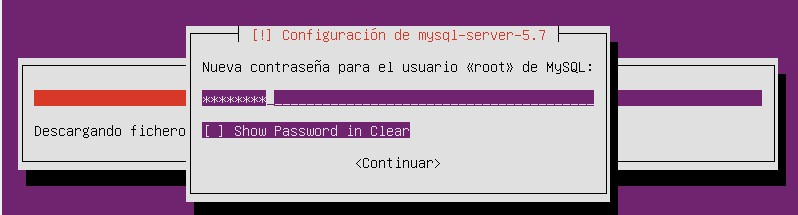 [!] Configuración de mysql-server-5.7
Nueva contraseña para el usuario «root» de MySQL:
********_______________________________________
[ ] Show Password in Clear
Descargando fichero
<Continuar>